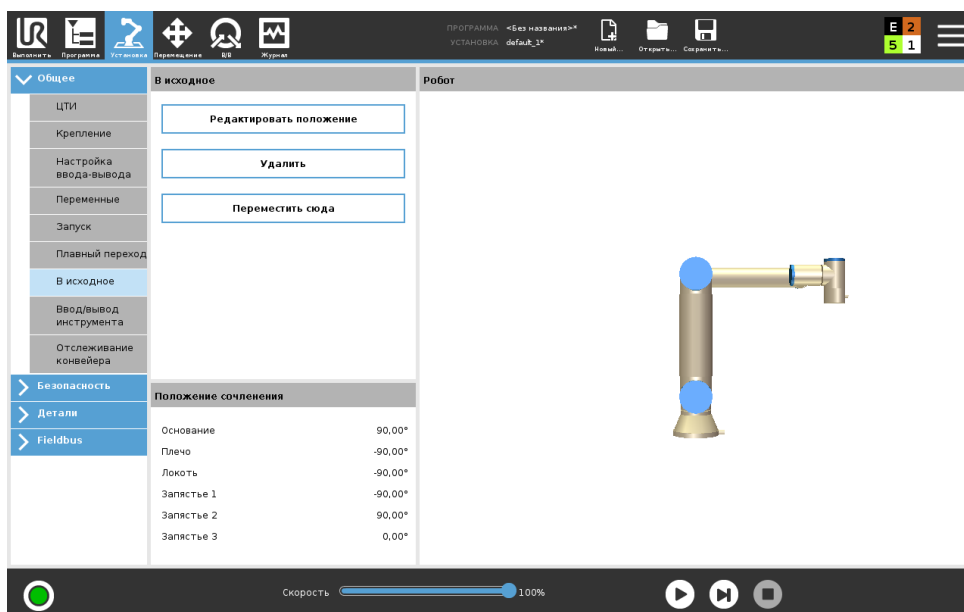 ПРОГРАММА <Без названия>*
УСТАНОВКА default_1*
Выполнить Программа Установка Перемещение В/В Журнал
Новый... Открыть... Сохранить...
E 2
5 1
Общее
ЦТИ
Крепление
Настройка
ввода-вывода
Переменные
Запуск
Плавный переход
В исходное
Ввод/вывод
инструмента
Отслеживание
конвейера
Безопасность
Детали
Fieldbus
В исходное
Редактировать положение
Удалить
Переместить сюда
Положение сочленения
Основание 90,00°
Плечо -90,00°
Локоть -90,00°
Запястье 1 -90,00°
Запястье 2 90,00°
Запястье 3 0,00°
Робот
Скорость 100%